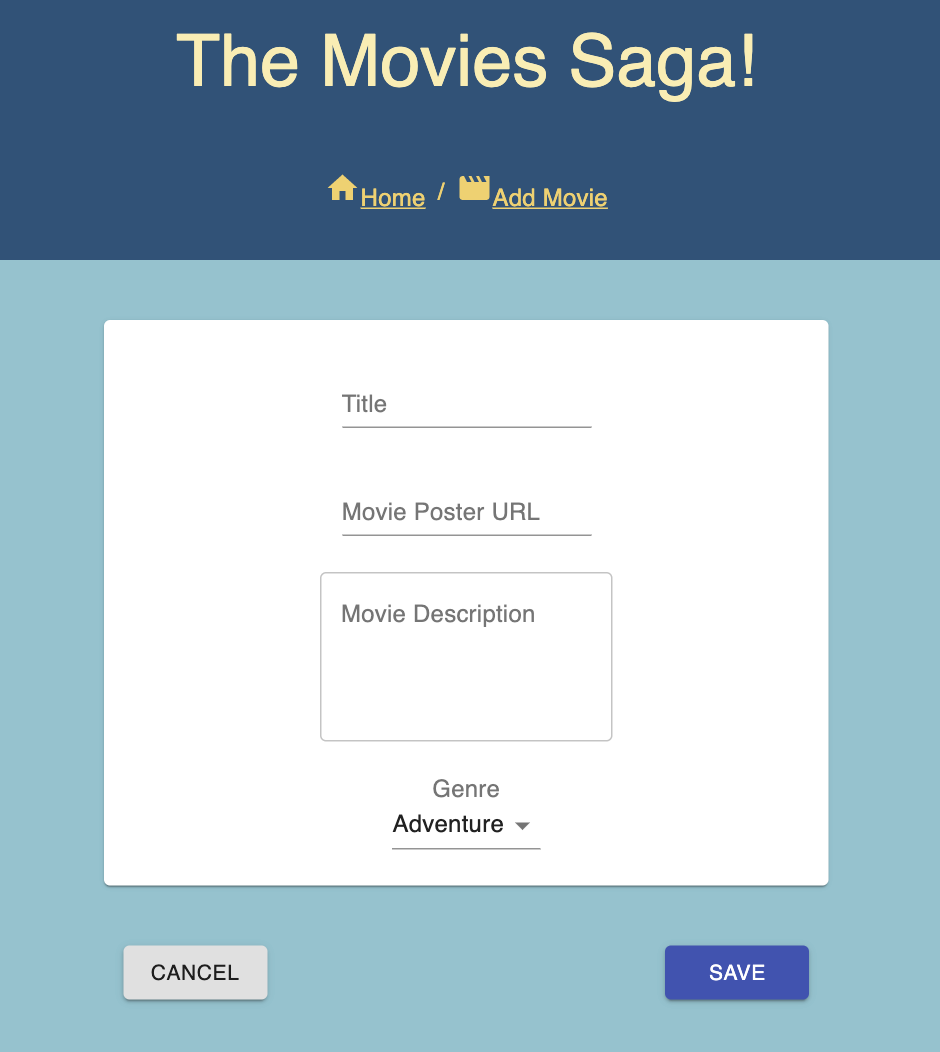 The Movies Saga!
Home / Add Movie
Title
Movie Poster URL
Movie Description
Genre
Adventure
CANCEL SAVE